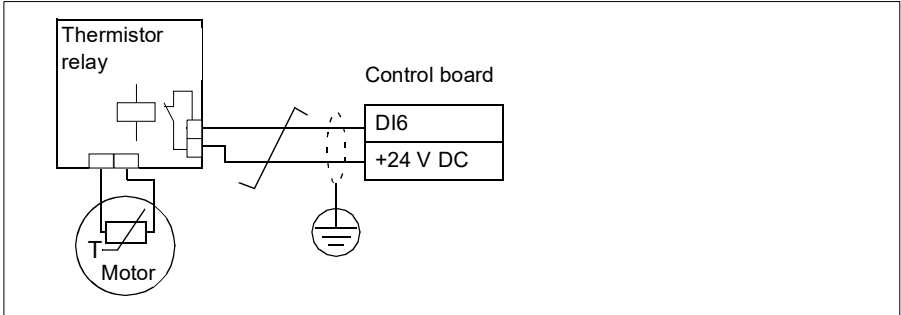 Thermistor
relay
Control board
DI6
+24 V DC
T
Motor